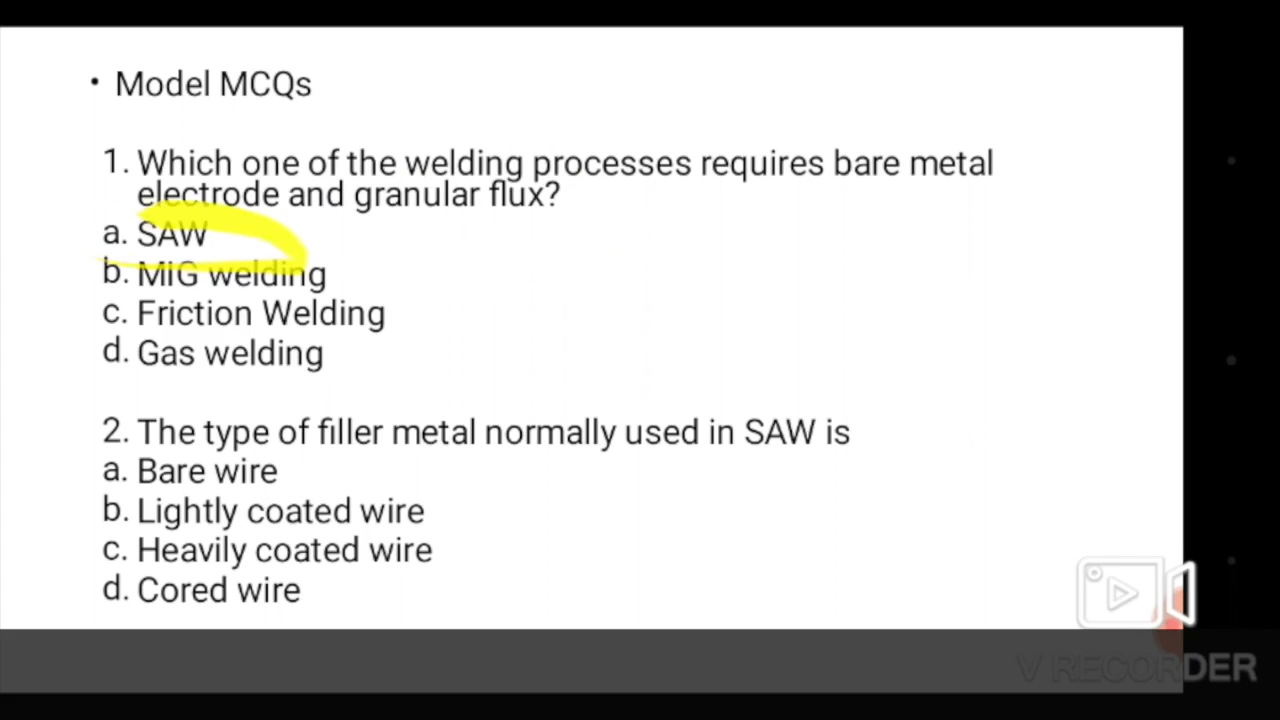 • Model MCQs
1. Which one of the welding processes requires bare metal
electrode and granular flux?
a. SAW
b. MIG welding
c. Friction Welding
d. Gas welding
2. The type of filler metal normally used in SAW is
a. Bare wire
b. Lightly coated wire
c. Heavily coated wire
d. Cored wire
V RECORDER